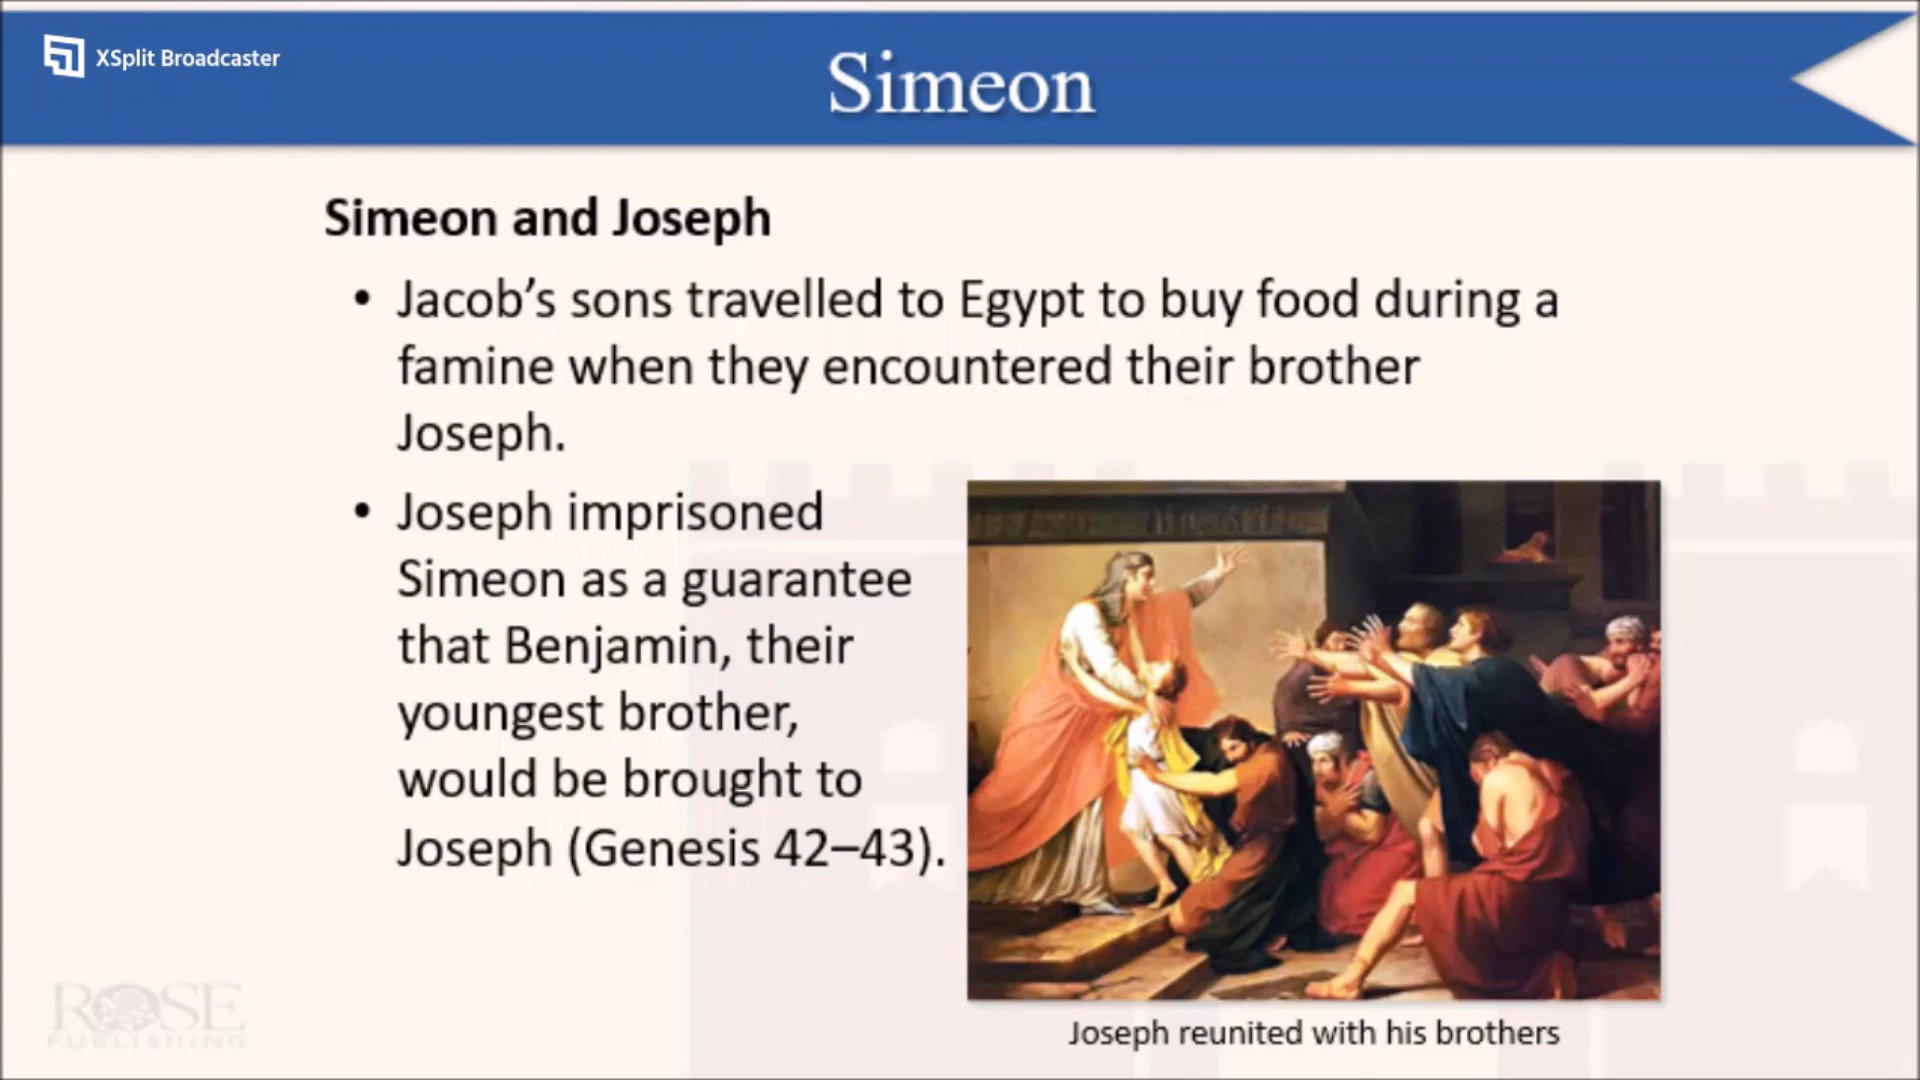 XSplit Broadcaster
Simeon
Simeon and Joseph
• Jacob’s sons travelled to Egypt to buy food during a
famine when they encountered their brother
Joseph.
• Joseph imprisoned
Simeon as a guarantee
that Benjamin, their
youngest brother,
would be brought to
Joseph (Genesis 42–43).
Joseph reunited with his brothers
ROSE
PUBLISHING